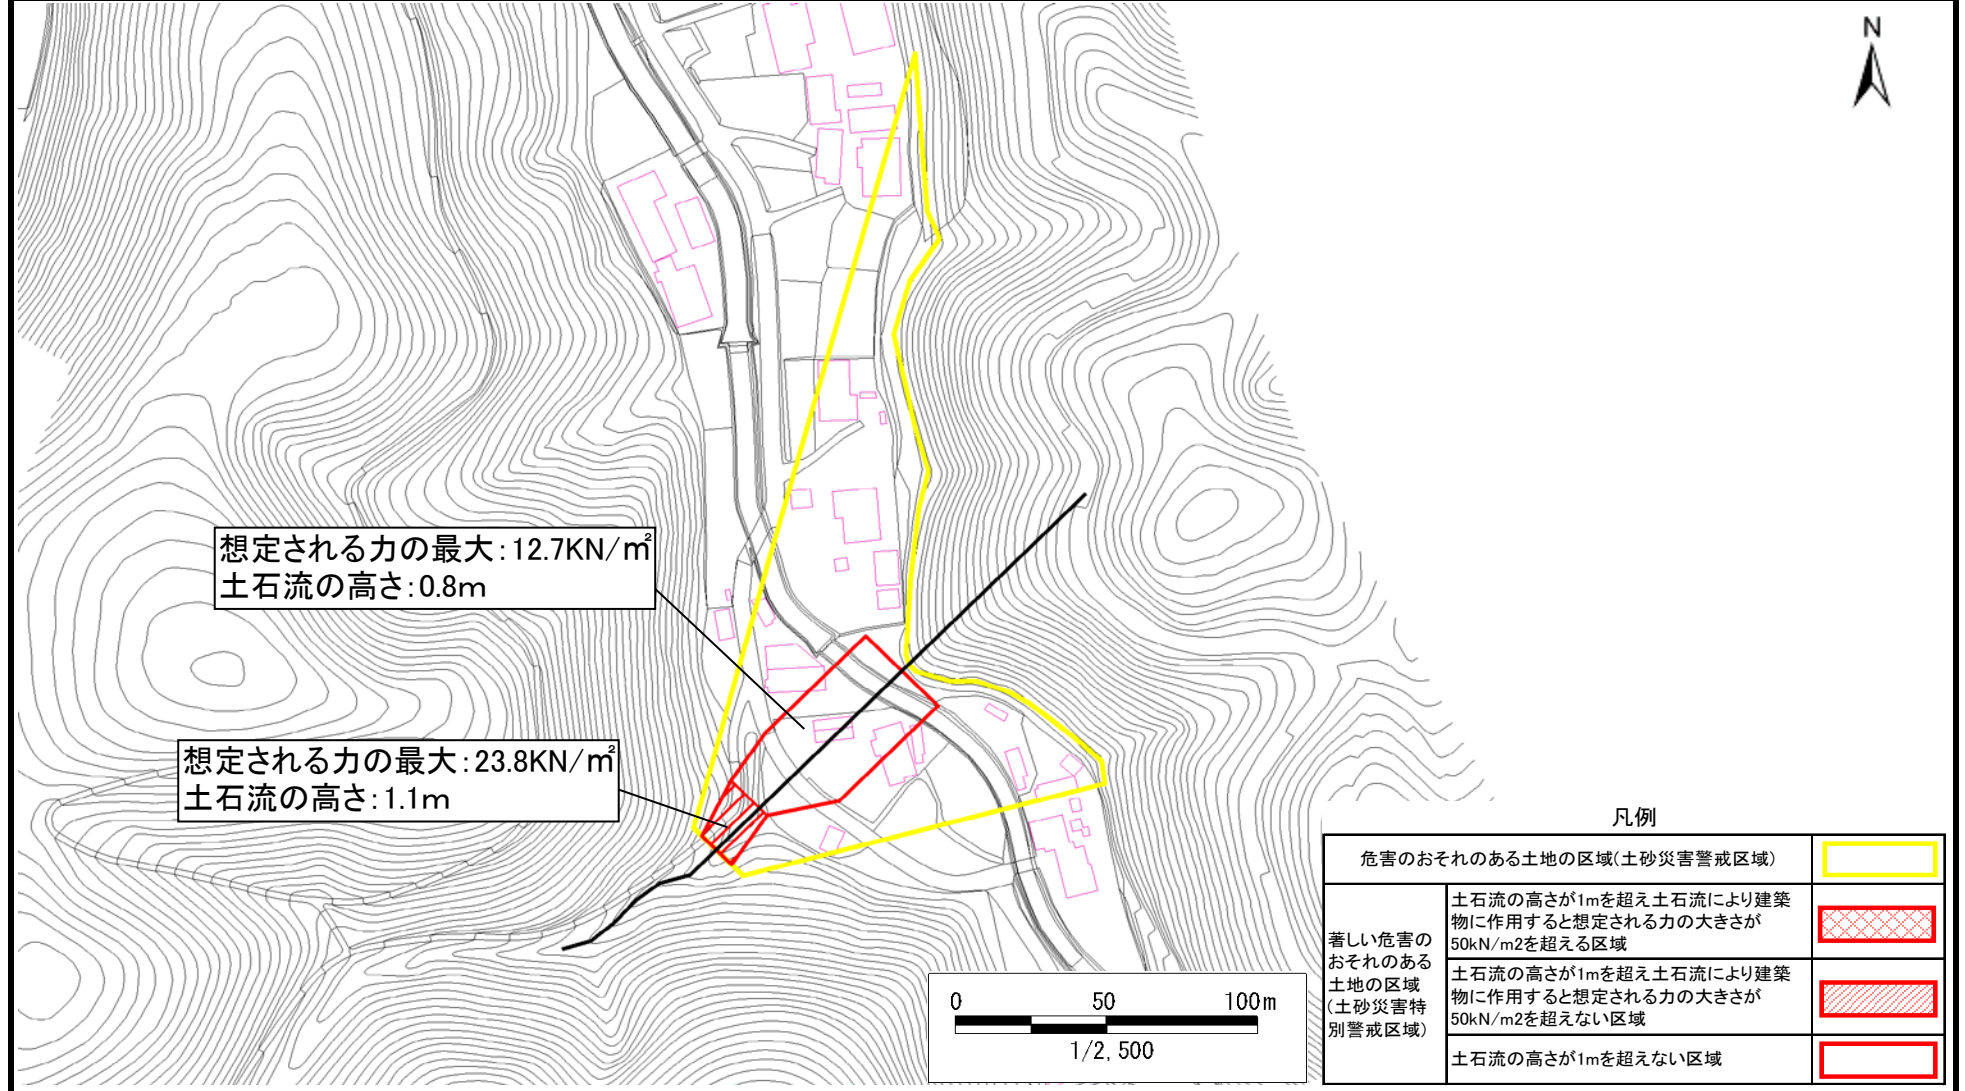 N
想定される力の最大:12.7KN/㎡
土石流の高さ:0.8m
想定される力の最大:23.8KN/㎡
土石流の高さ:1.1m
0 50 100m
1/2,500
凡例
危害のおそれのある土地の区域(土砂災害警戒区域)
著しい危害の
おそれのある
土地の区域
(土砂災害特
別警戒区域)
土石流の高さが1mを超え土石流により建築
物に作用すると想定される力の大きさが
50kN/m2を超える区域
土石流の高さが1mを超え土石流により建築
物に作用すると想定される力の大きさが
50kN/m2を超えない区域
土石流の高さが1mを超えない区域